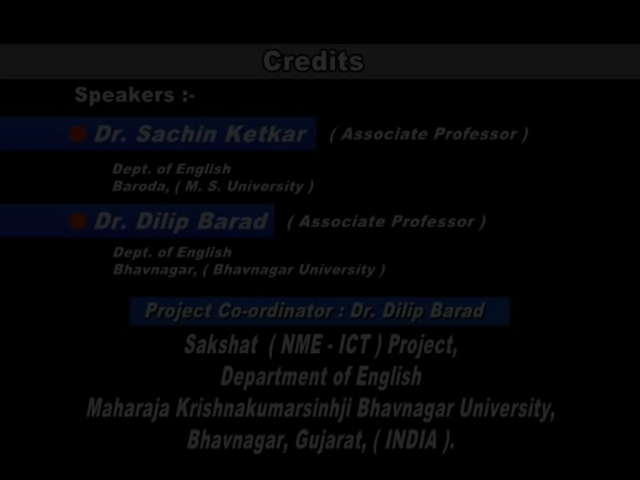 Credits
Speakers :-
Dr. Sachin Ketkar ( Associate Professor )
Dept. of English
Baroda, ( M. S. University )
Dr. Dilip Barad ( Associate Professor )
Dept. of English
Bhavnagar, ( Bhavnagar University )
Project Co-ordinator : Dr. Dilip Barad
Sakshat ( NME - ICT ) Project,
Department of English
Maharaja Krishnakumarsinhji Bhavnagar University,
Bhavnagar, Gujarat, ( INDIA ).